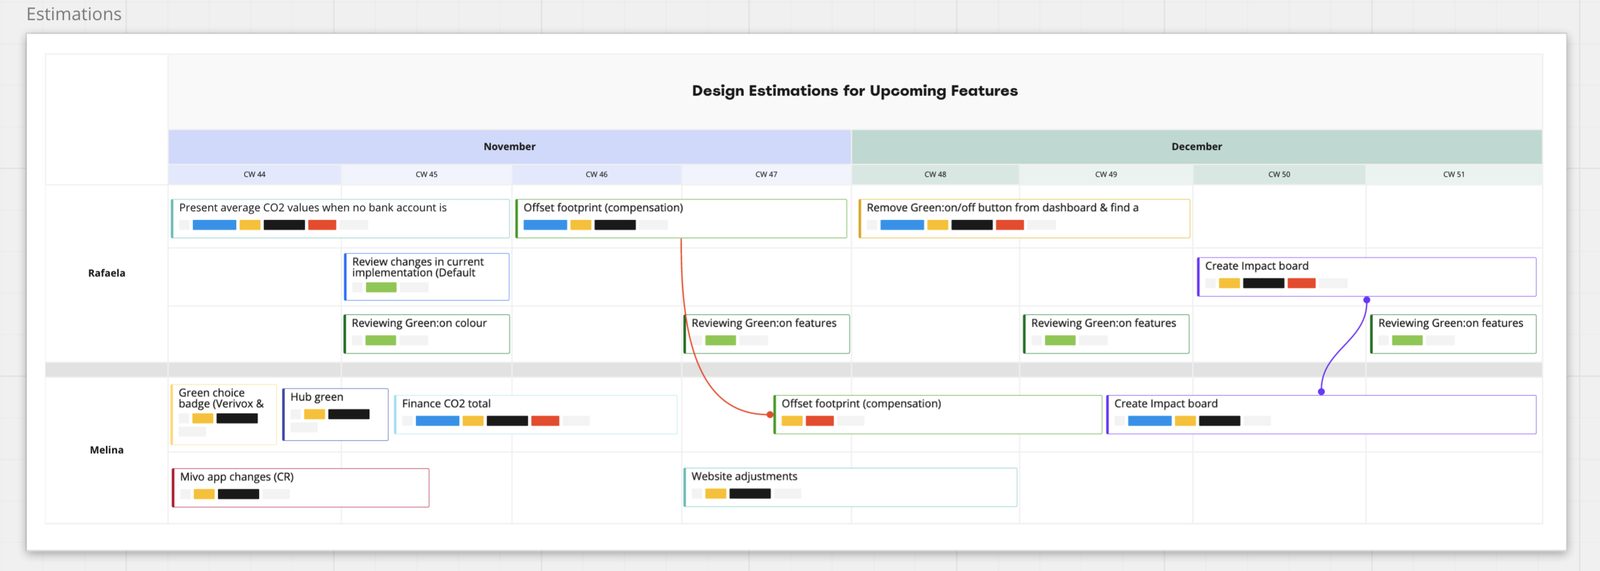 Estimations
Design Estimations for Upcoming Features
November
December
CW 44
CW 45
CW 46
CW 47
CW 48
CW 49
CW 50
CW 51
Rafaela
Present average CO2 values when no bank account is
Offset footprint (compensation)
Remove Green:on/off button from dashboard & find a
Review changes in current
implementation (Default
Create Impact board
Reviewing Green:on colour
Reviewing Green:on features
Reviewing Green:on features
Reviewing Green:on features
Melina
Green choice
badge (Verivox &
Hub green
Finance CO2 total
Offset footprint (compensation)
Create Impact board
Mivo app changes (CR)
Website adjustments